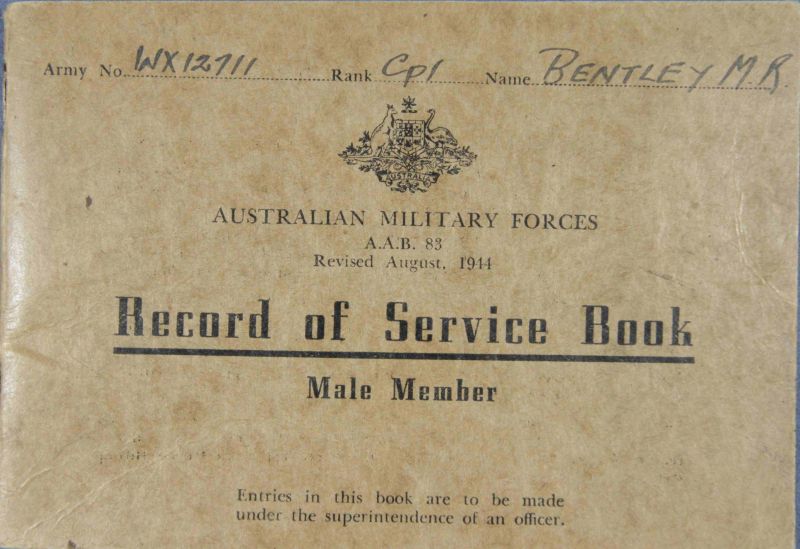 Army No. WX12711 Rank Cpl Name BENTLEY M R.
AUSTRALIA
AUSTRALIAN MILITARY FORCES
A.A.B. 83
Revised August, 1944
Record of Service Book
Male Member
Entries in this book are to be made
under the superintendence of an officer.